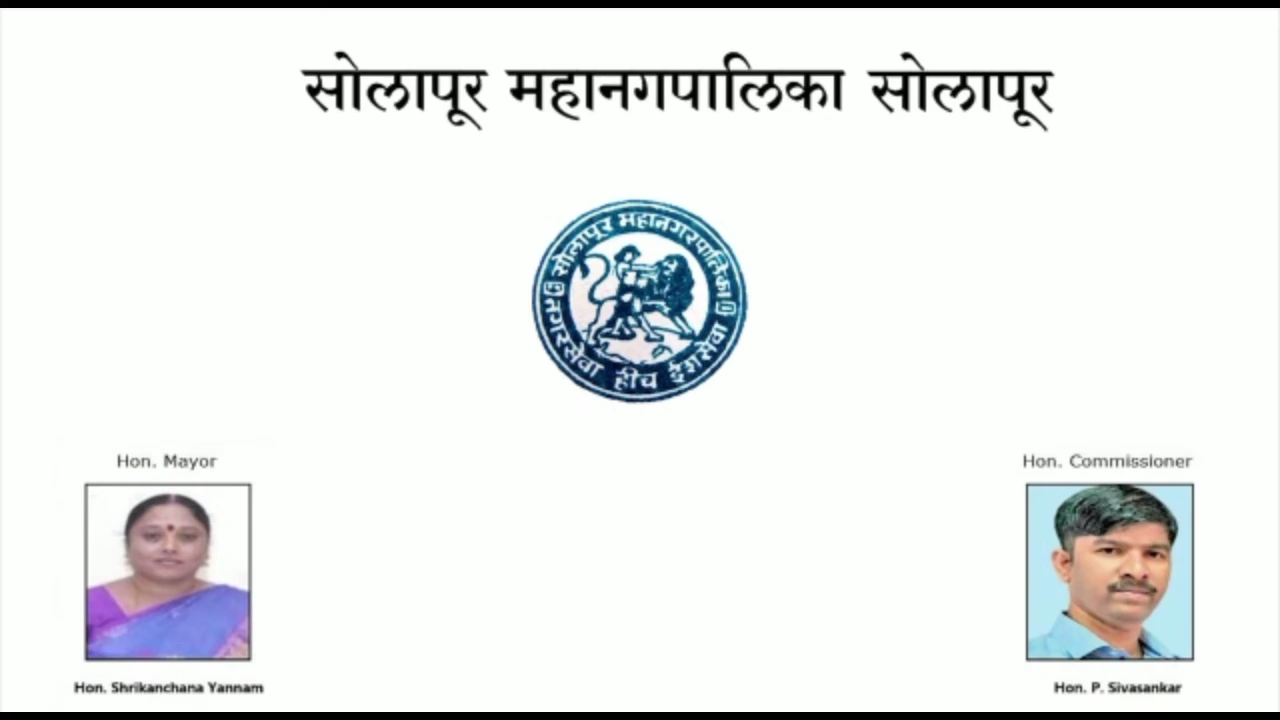 सोलापूर महानगपालिका सोलापूर
सोलापूर महानगरपालिका
नगरसेवा हीच ईशसेवा
Hon. Mayor
Hon. Commissioner
Hon. Shrikanchana Yannam
Hon. P. Sivasankar